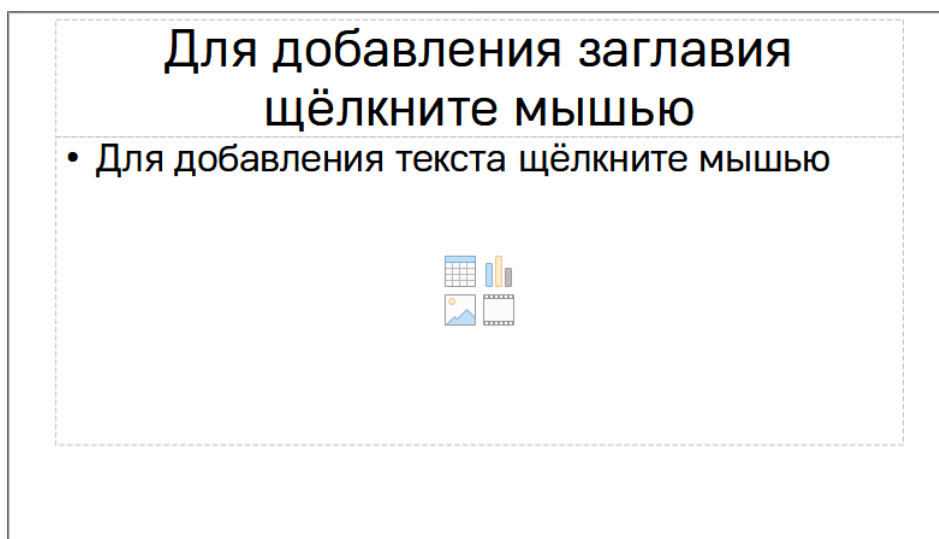 Для добавления заглавия
щёлкните мышью
• Для добавления текста щёлкните мышью